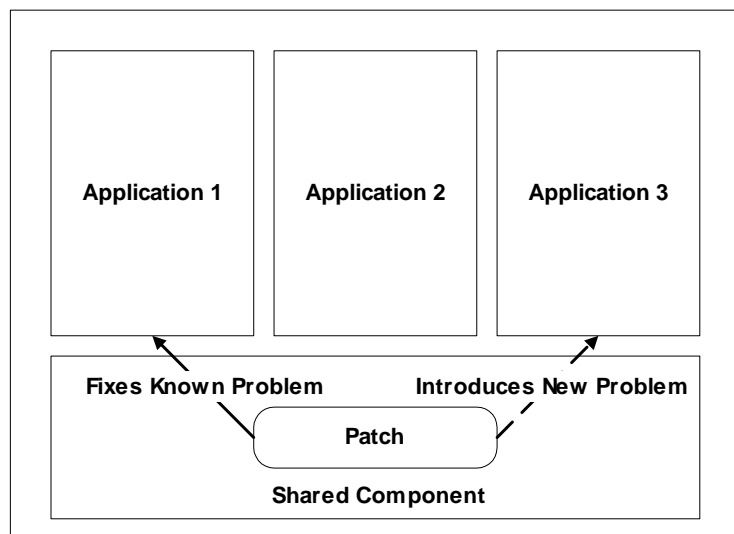 Application 1
Application 2
Application 3
Fixes Known Problem
Introduces New Problem
Patch
Shared Component